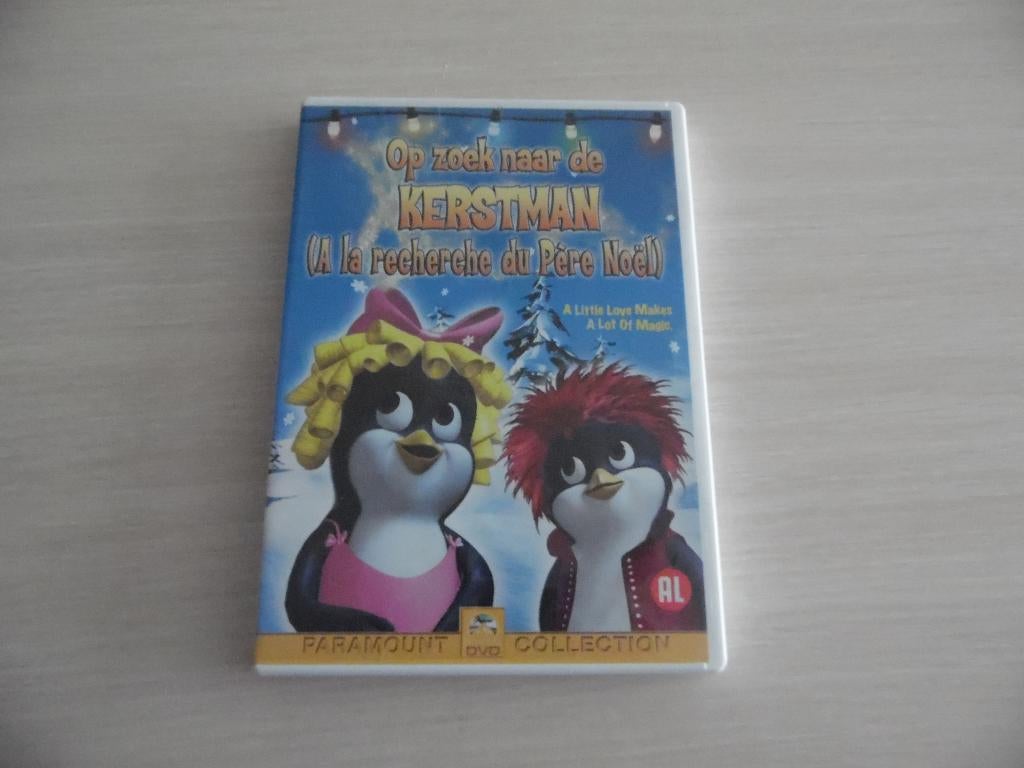 Op zoek naar de
KERSTMAN
(A la recherche du Père Noël)
A Little Love Makes
A Lot Of Magic.
AL
PARAMOUNT DVD COLLECTION